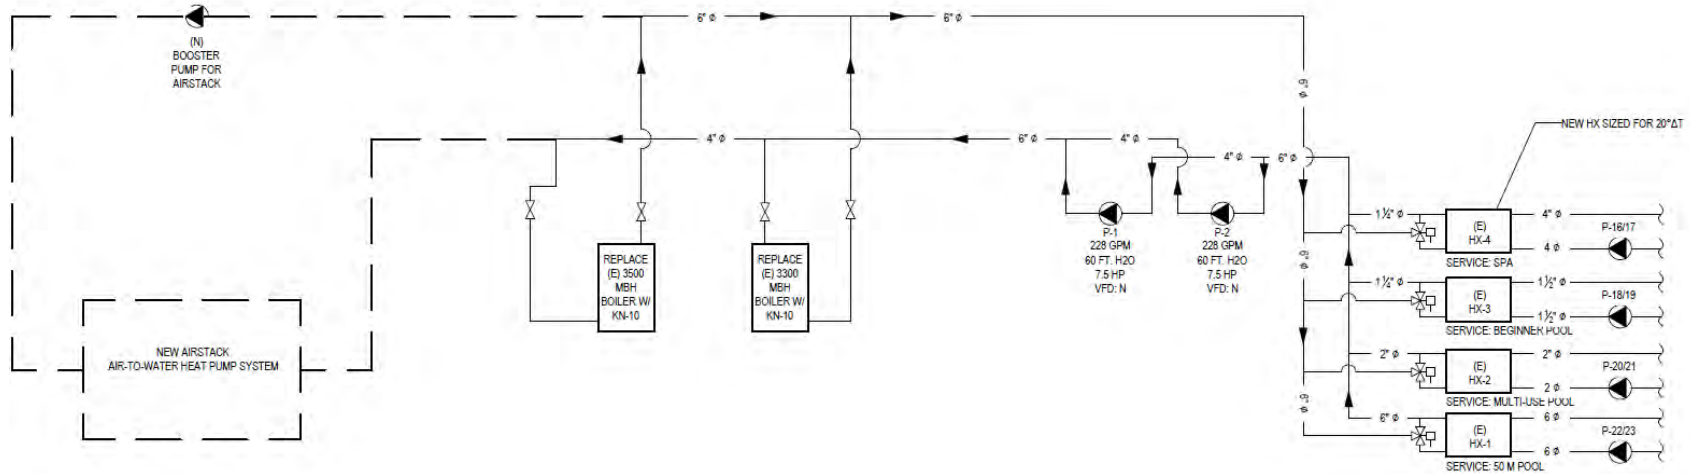 (N)
BOOSTER
PUMP FOR
AIRSTACK
6" Ø
6" Ø
6" Ø
NEW HX SIZED FOR 20°ΔT
4" Ø
6" Ø
4" Ø
4" Ø
6" Ø
P-1
228 GPM
60 FT. H2O
7.5 HP
VFD: N
P-2
228 GPM
60 FT. H2O
7.5 HP
VFD: N
REPLACE
(E) 3500
MBH
BOILER W/
KN-10
REPLACE
(E) 3300
MBH
BOILER W/
KN-10
NEW AIRSTACK
AIR-TO-WATER HEAT PUMP SYSTEM
6" Ø
6" Ø
1½" Ø
(E)
HX-4
4" Ø
4 Ø
P-16/17
SERVICE: SPA
1½" Ø
(E)
HX-3
1½" Ø
1½" Ø
P-18/19
SERVICE: BEGINNER POOL
2" Ø
(E)
HX-2
2" Ø
2 Ø
P-20/21
SERVICE: MULTI-USE POOL
6" Ø
(E)
HX-1
6 Ø
6 Ø
P-22/23
SERVICE: 50 M POOL